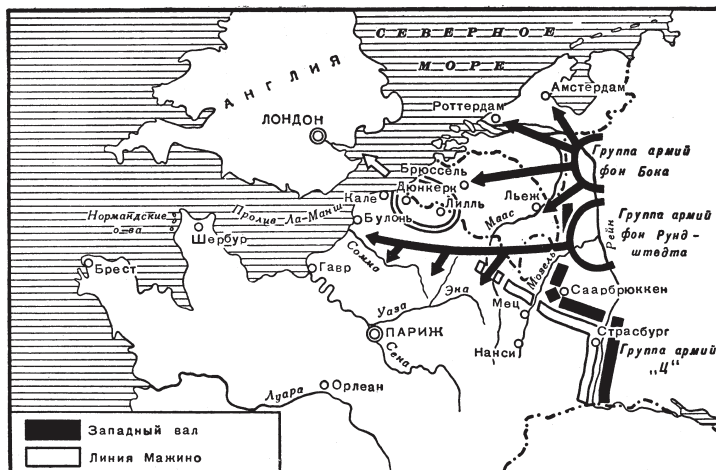 СЕВЕРНОЕ
МОРЕ
АНГЛИЯ
Амстердам
Роттердам
ЛОНДОН
Группа армий
фон Бока
Брюссель
Дюнкерк
Кале
Лилль
Льеж
Маас
Булонь
Пролив Ла-Манш
Нормандские
о-ва
Шербур
Группа армий
фон Рунд-
штедта
Рейн
Сомма
Мозель
Брест
Гавр
Саарбрюккен
Уаза
Эна
Мец
ПАРИЖ
Страсбург
Сена
Нанси
Группа армий
„Ц“
Луара
Орлеан
Западный вал
Линия Мажино